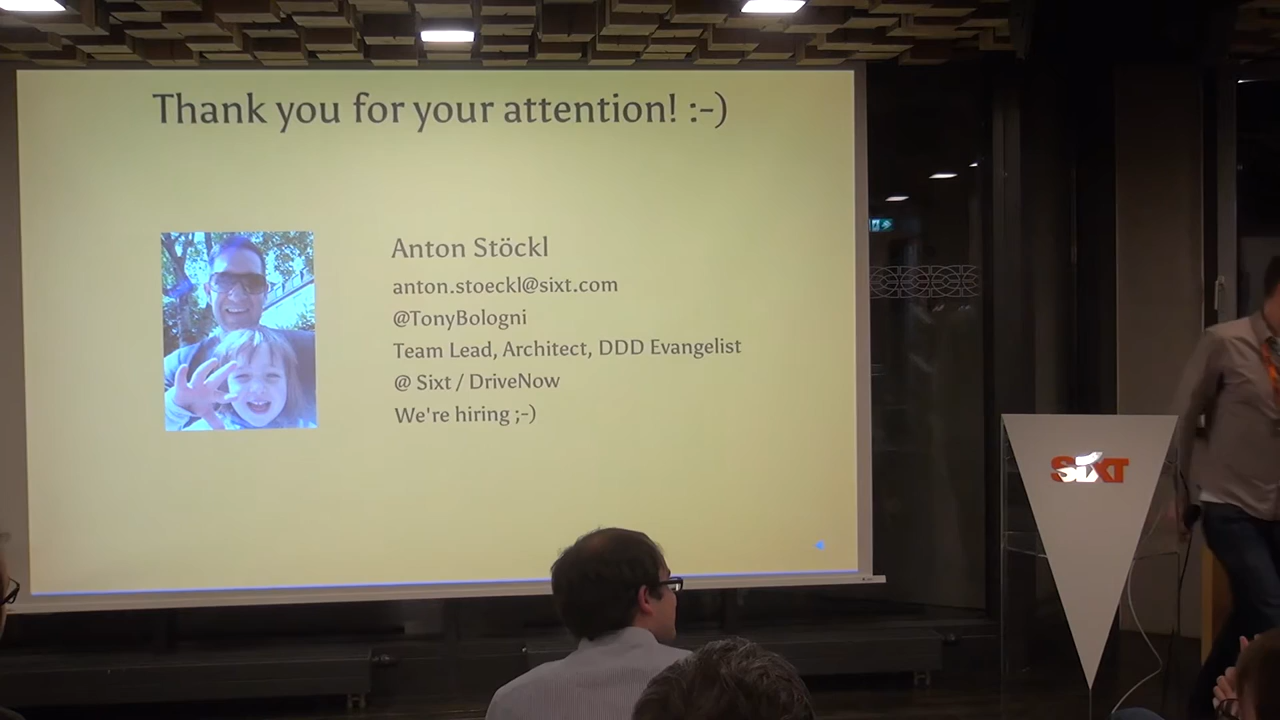 Thank you for your attention! :-)
Anton Stöckl
anton.stoeckl@sixt.com
@TonyBologni
Team Lead, Architect, DDD Evangelist
@ Sixt / DriveNow
We're hiring ;-)
SIXT